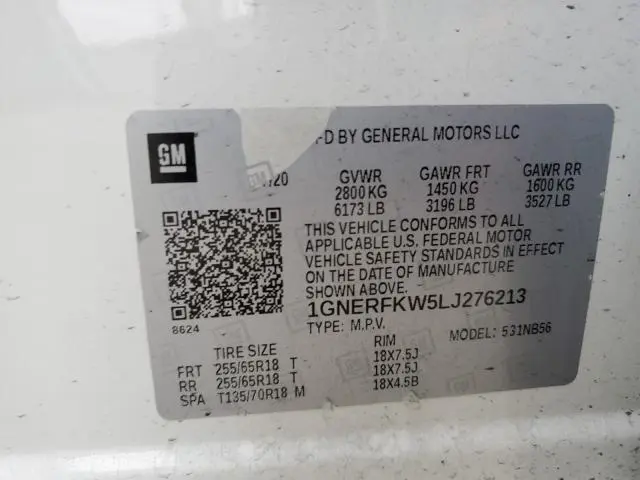 GM
FD BY GENERAL MOTORS LLC
/20
GVWR GAWR FRT GAWR RR
2800 KG 1450 KG 1600 KG
6173 LB 3196 LB 3527 LB
THIS VEHICLE CONFORMS TO ALL
APPLICABLE U.S. FEDERAL MOTOR
VEHICLE SAFETY STANDARDS IN EFFECT
ON THE DATE OF MANUFACTURE
SHOWN ABOVE.
1GNERFKW5LJ276213
8624
TYPE: M.P.V. MODEL: 531NB56
TIRE SIZE RIM
FRT 255/65R18 T 18X7.5J
RR 255/65R18 T 18X7.5J
SPA T135/70R18 M 18X4.5B